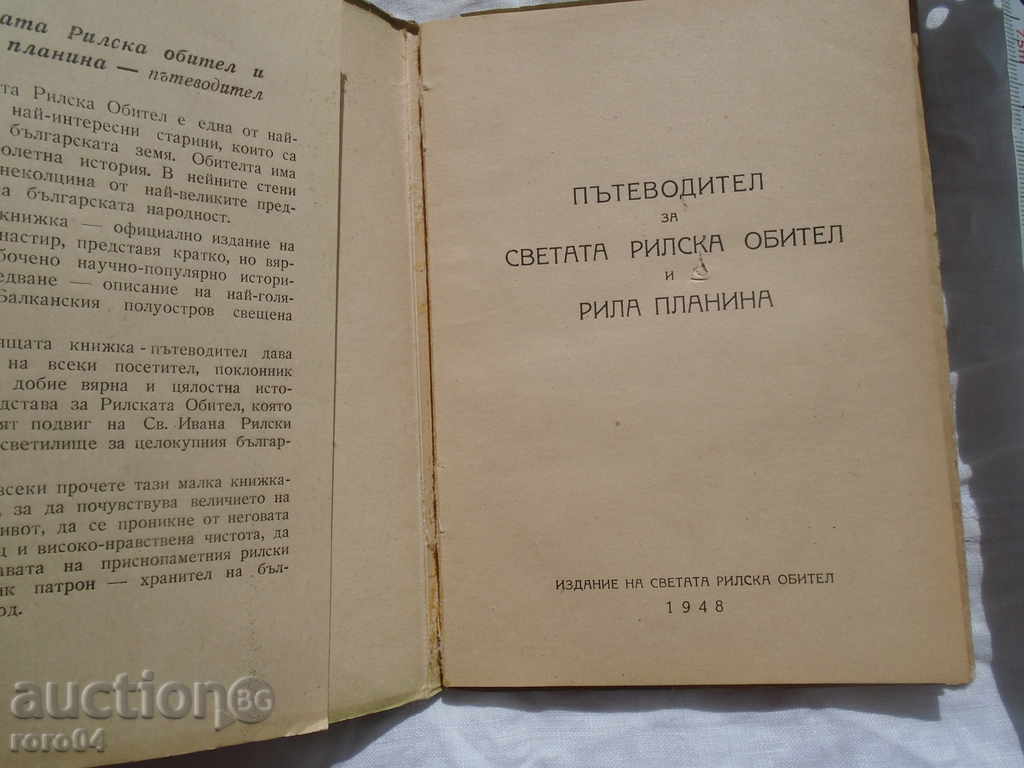 ата Рилска обител и
планина — пътеводител
та Рилска Обител е една от най-
най-интересни старини, които са
българската земя. Обителта има
олетна история. В нейните стени
неколцина от най-великите пред-
а българската народност.
книжка — официално издание на
настир, представя кратко, но вяр-
бочено научно-популярно истори-
едване — описание на най-голя-
Балканския полуостров свещена
ящата книжка - пътеводител дава
на всеки посетител, поклонник
добие вярна и цялостна исто-
дстава за Рилската Обител, която
ят подвиг на Св. Ивана Рилски
светилище за целокупния българ-
всеки прочете тази малка книжка-
за да почувствува величието на
ивот, да се проникне от неговата
ц и високо-нравствена чистота, да
авата на приснопаметния рилски
ик патрон — хранител на бъл-
од.
ПЪТЕВОДИТЕЛ
ЗА
СВЕТАТА РИЛСКА ОБИТЕЛ
И
РИЛА ПЛАНИНА
ИЗДАНИЕ НА СВЕТАТА РИЛСКА ОБИТЕЛ
1948
auction BG
roro04